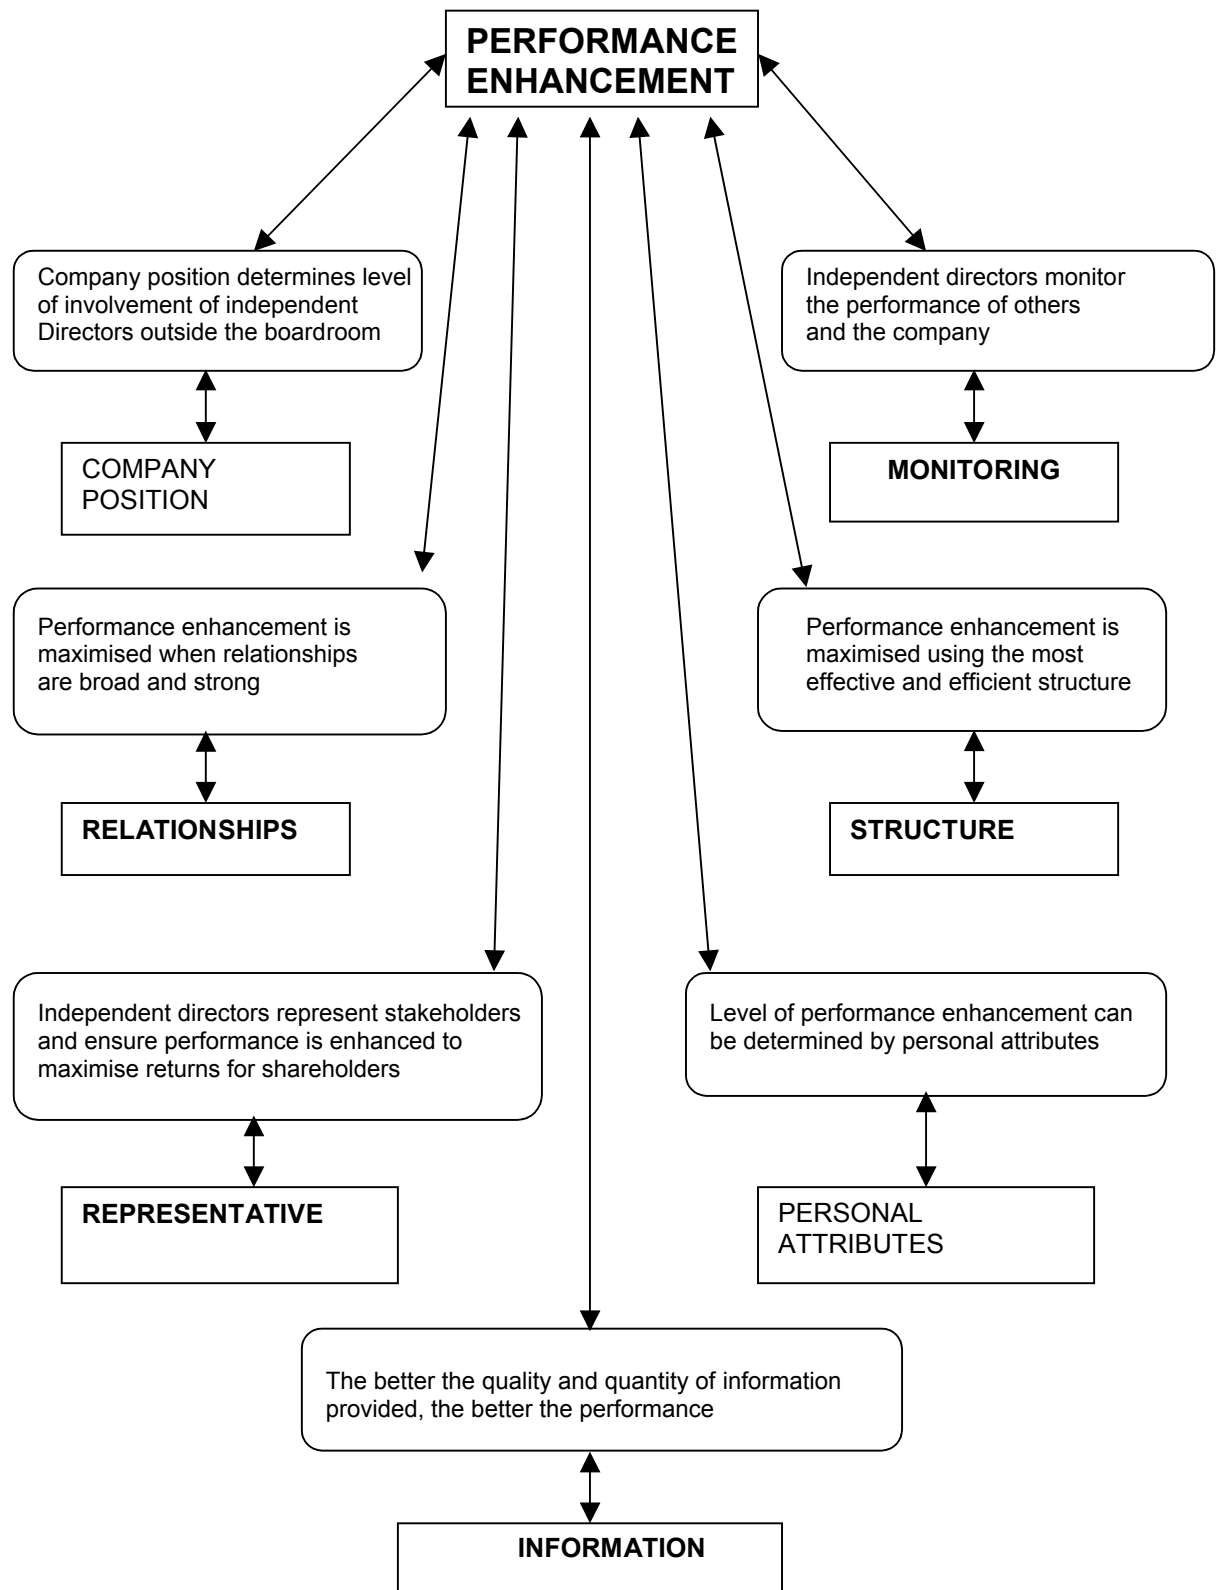 PERFORMANCE
ENHANCEMENT
Company position determines level
of involvement of independent
Directors outside the boardroom
Independent directors monitor
the performance of others
and the company
COMPANY
POSITION
MONITORING
Performance enhancement is
maximised when relationships
are broad and strong
Performance enhancement is
maximised using the most
effective and efficient structure
RELATIONSHIPS
STRUCTURE
Independent directors represent stakeholders
and ensure performance is enhanced to
maximise returns for shareholders
Level of performance enhancement can
be determined by personal attributes
REPRESENTATIVE
PERSONAL
ATTRIBUTES
The better the quality and quantity of information
provided, the better the performance
INFORMATION